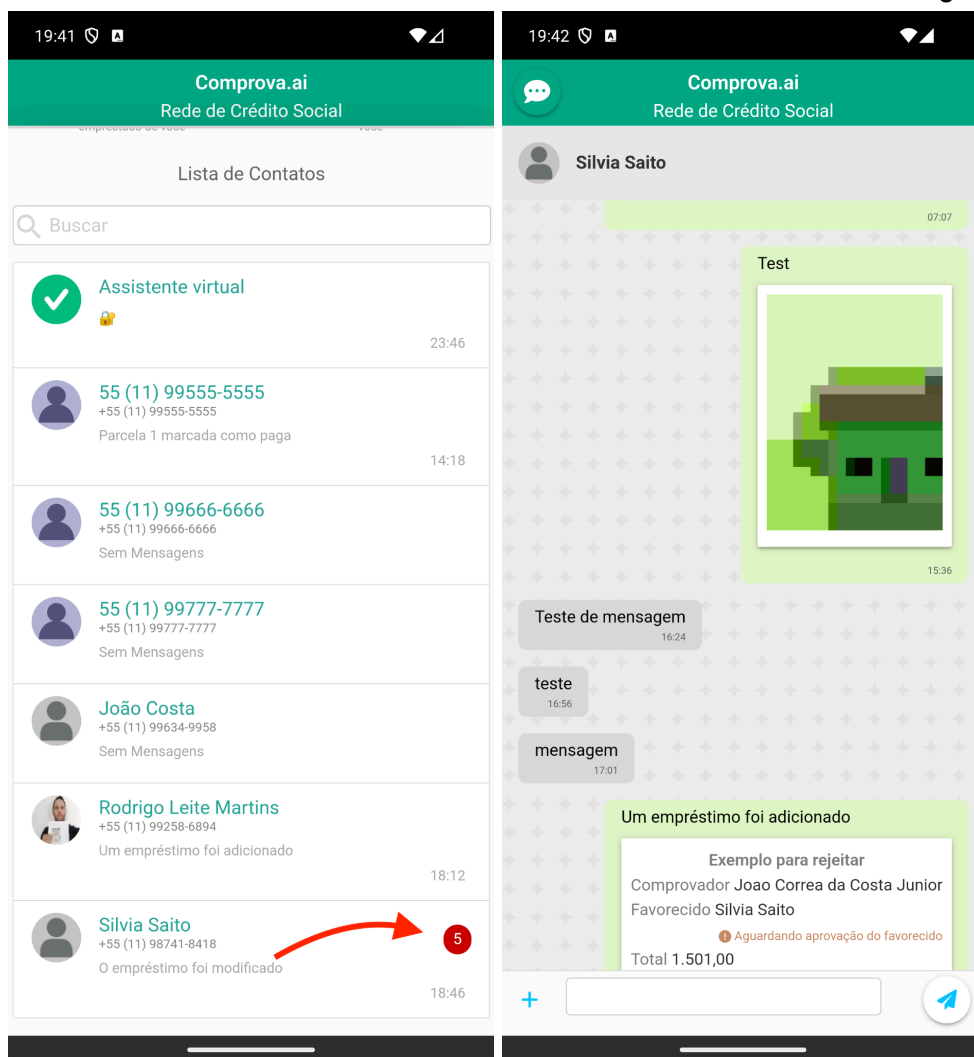 19:41
Comprova.ai
Rede de Crédito Social
Lista de Contatos
Buscar
Assistente virtual
🔐
23:46
55 (11) 99555-5555
+55 (11) 99555-5555
Parcela 1 marcada como paga
14:18
55 (11) 99666-6666
+55 (11) 99666-6666
Sem Mensagens
55 (11) 99777-7777
+55 (11) 99777-7777
Sem Mensagens
João Costa
+55 (11) 99634-9958
Sem Mensagens
Rodrigo Leite Martins
+55 (11) 99258-6894
Um empréstimo foi adicionado
18:12
Silvia Saito
+55 (11) 98741-8418
5
O empréstimo foi modificado
18:46
19:42
Comprova.ai
Rede de Crédito Social
Silvia Saito
07:07
Test
15:36
Teste de mensagem
16:24
teste
16:56
mensagem
17:01
Um empréstimo foi adicionado
Exemplo para rejeitar
Comprovador Joao Correa da Costa Junior
Favorecido Silvia Saito
Aguardando aprovação do favorecido
Total 1.501,00